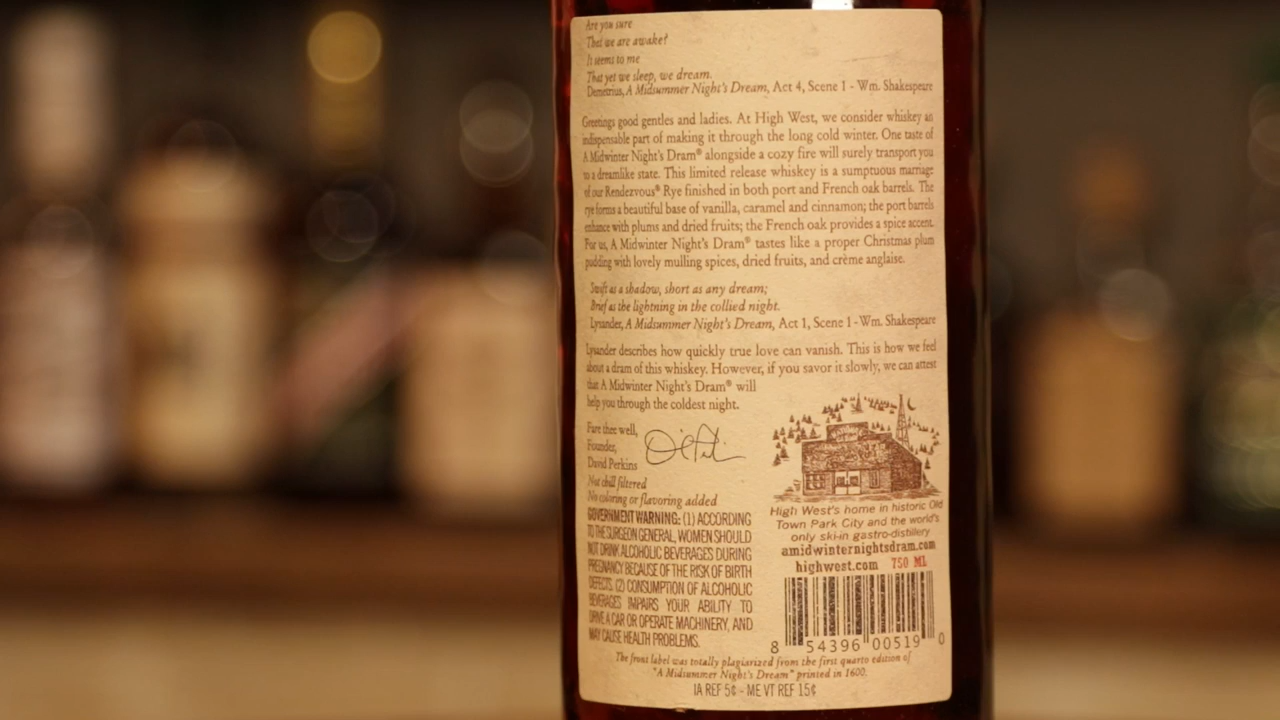 Are you sure
That we are awake?
It seems to me
That yet we sleep, we dream.
Demetrius, A Midsummer Night's Dream, Act 4, Scene 1 - Wm. Shakespeare
Greetings good gentles and ladies. At High West, we consider whiskey an
indispensable part of making it through the long cold winter. One taste of
A Midwinter Night's Dram® alongside a cozy fire will surely transport you
to a dreamlike state. This limited release whiskey is a sumptuous marriage
of our Rendezvous® Rye finished in both port and French oak barrels. The
rye forms a beautiful base of vanilla, caramel and cinnamon; the port barrels
enhance with plums and dried fruits; the French oak provides a spice accent.
For us, A Midwinter Night's Dram® tastes like a proper Christmas plum
pudding with lovely mulling spices, dried fruits, and crème anglaise.
Swift as a shadow, short as any dream;
Brief as the lightning in the collied night.
Lysander, A Midsummer Night's Dream, Act 1, Scene 1 - Wm. Shakespeare
Lysander describes how quickly true love can vanish. This is how we feel
about a dram of this whiskey. However, if you savor it slowly, we can attest
that A Midwinter Night's Dram® will
help you through the coldest night.
Fare thee well,
Founder,
David Perkins
Not chill filtered
No coloring or flavoring added
GOVERNMENT WARNING: (1) ACCORDING
TO THE SURGEON GENERAL, WOMEN SHOULD
NOT DRINK ALCOHOLIC BEVERAGES DURING
PREGNANCY BECAUSE OF THE RISK OF BIRTH
DEFECTS. (2) CONSUMPTION OF ALCOHOLIC
BEVERAGES IMPAIRS YOUR ABILITY TO
DRIVE A CAR OR OPERATE MACHINERY, AND
MAY CAUSE HEALTH PROBLEMS.
High West's home in historic Old
Town Park City and the world's
only ski-in gastro-distillery
amidwinternightsdram.com
highwest.com 750 ML
8 54396 00519 0
The front label was totally plagiarized from the first quarto edition of
"A Midsummer Night's Dream" printed in 1600.
IA REF 5¢ - ME VT REF 15¢